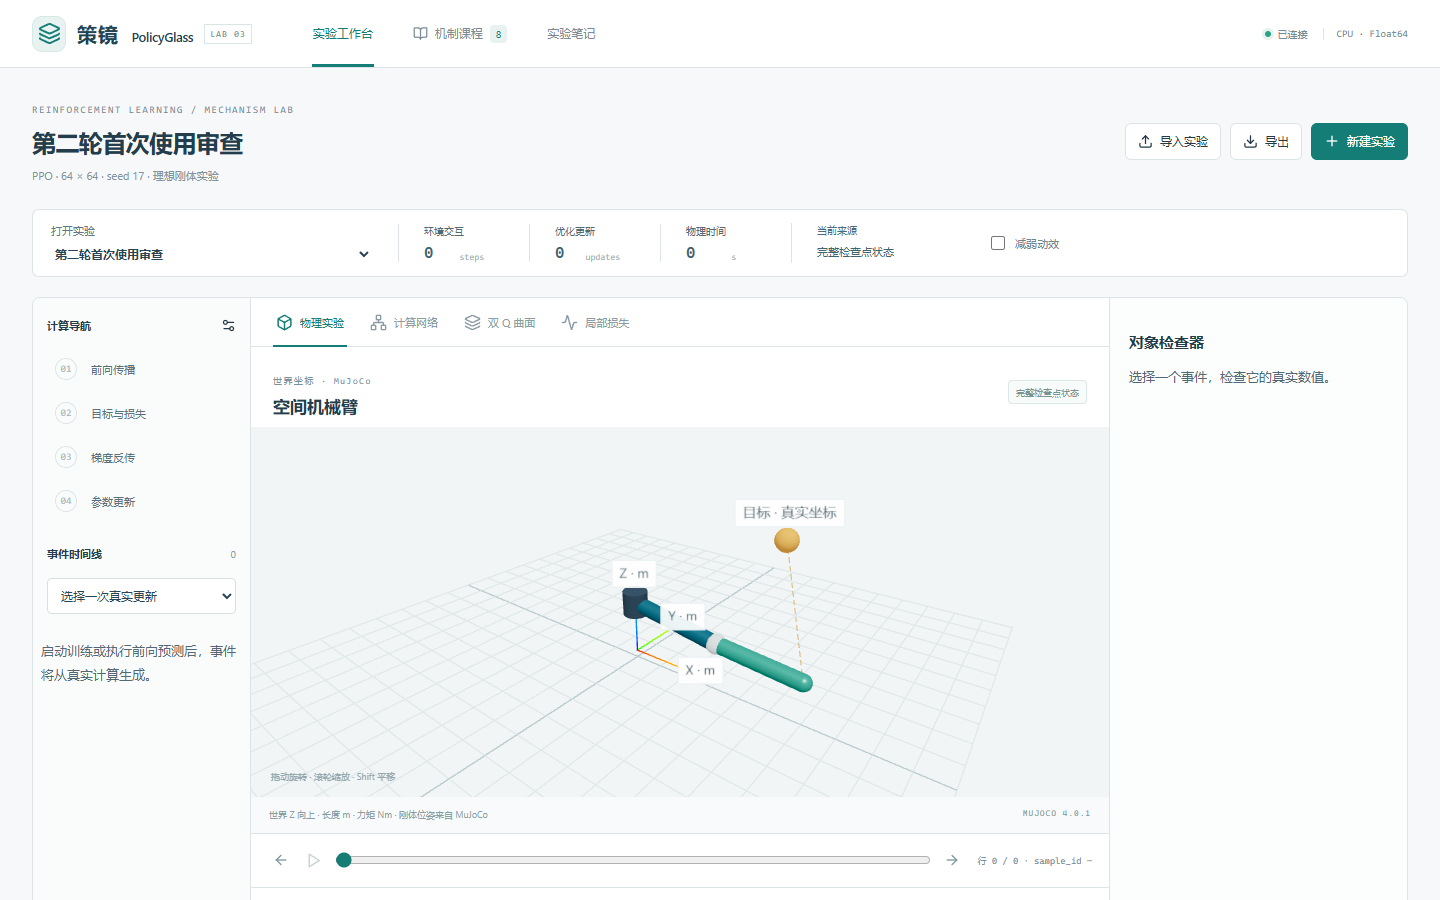 策镜 PolicyGlass LAB 03
实验工作台
机制课程 8
实验笔记
已连接
CPU · Float64
REINFORCEMENT LEARNING / MECHANISM LAB
第二轮首次使用审查
PPO · 64 × 64 · seed 17 · 理想刚体实验
导入实验
导出
新建实验
打开实验
第二轮首次使用审查
环境交互
0 steps
优化更新
0 updates
物理时间
0 s
当前来源
完整检查点状态
减弱动效
计算导航
01 前向传播
02 目标与损失
03 梯度反传
04 参数更新
事件时间线 0
选择一次真实更新
启动训练或执行前向预测后，事件
将从真实计算生成。
物理实验
计算网络
双 Q 曲面
局部损失
世界坐标 · MuJoCo
空间机械臂
完整检查点状态
目标 · 真实坐标
Z · m
Y · m
X · m
拖动旋转 · 滚轮缩放 · Shift 平移
世界 Z 向上 · 长度 m · 力矩 Nm · 刚体位姿来自 MuJoCo
MUJOCO 4.0.1
行 0 / 0 · sample_id —
对象检查器
选择一个事件，检查它的真实数值。